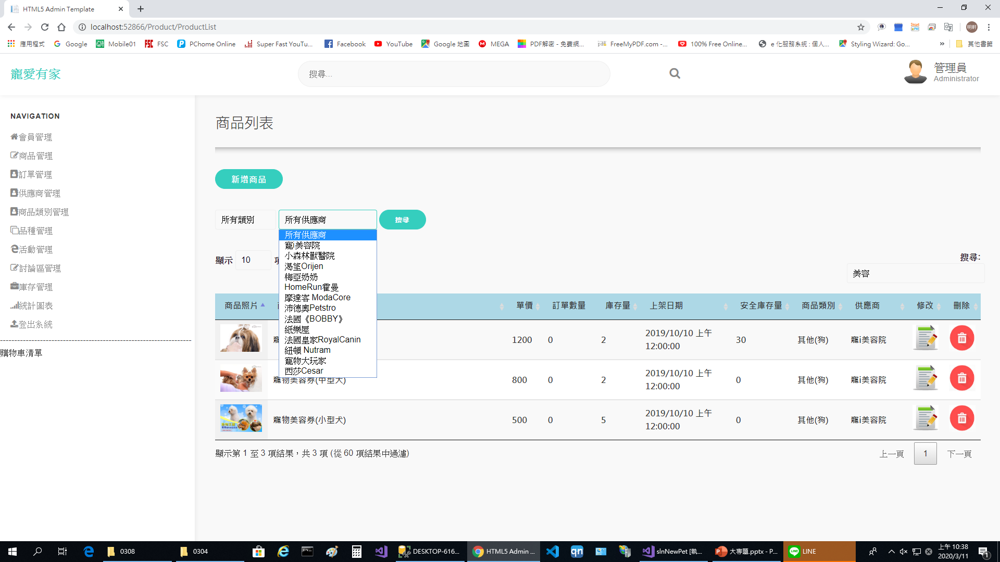 HTML5 Admin Template
localhost:52866/Product/ProductList
明軒
應用程式 Google Mobile01 FSC PChome Online Super Fast YouTu... Facebook YouTube Google 地圖 MEGA PDF解密 - 免費網... FreeMyPDF.com -... 100% Free Online... e 化服務系統 : 個人... Styling Wizard: Go... » 其他書籤
寵愛有家
搜尋...
管理員
Administrator
NAVIGATION
會員管理
商品管理
訂單管理
供應商管理
商品類別管理
品種管理
活動管理
討論區管理
庫存管理
統計圖表
登出系統
購物車清單
商品列表
新增商品
所有類別 所有供應商 搜尋
所有供應商
寵i美容院
小森林獸醫院
渴望Orijen
梅亞奶奶
HomeRun霍曼
摩達客 ModaCore
沛德奧Petstro
法國《BOBBY》
紙樂屋
法國皇家RoyalCanin
紐頓 Nutram
寵物大玩家
西莎Cesar
顯示 10 項
搜尋:
美容
商品照片 單價 訂單數量 庫存量 上架日期 安全庫存量 商品類別 供應商 修改 刪除
寵 1200 0 2 2019/10/10 上午 12:00:00 30 其他(狗) 寵i美容院
寵物美容券(中型犬) 800 0 2 2019/10/10 上午 12:00:00 0 其他(狗) 寵i美容院
寵物美容券(小型犬) 500 0 5 2019/10/10 上午 12:00:00 0 其他(狗) 寵i美容院
顯示第 1 至 3 項結果，共 3 項 (從 60 項結果中過濾)
上一頁 1 下一頁
0308 0304 DESKTOP-616... HTML5 Admin ... qn slnNewPet [執... 大專題.pptx - P... LINE
上午 10:38
2020/3/11
1